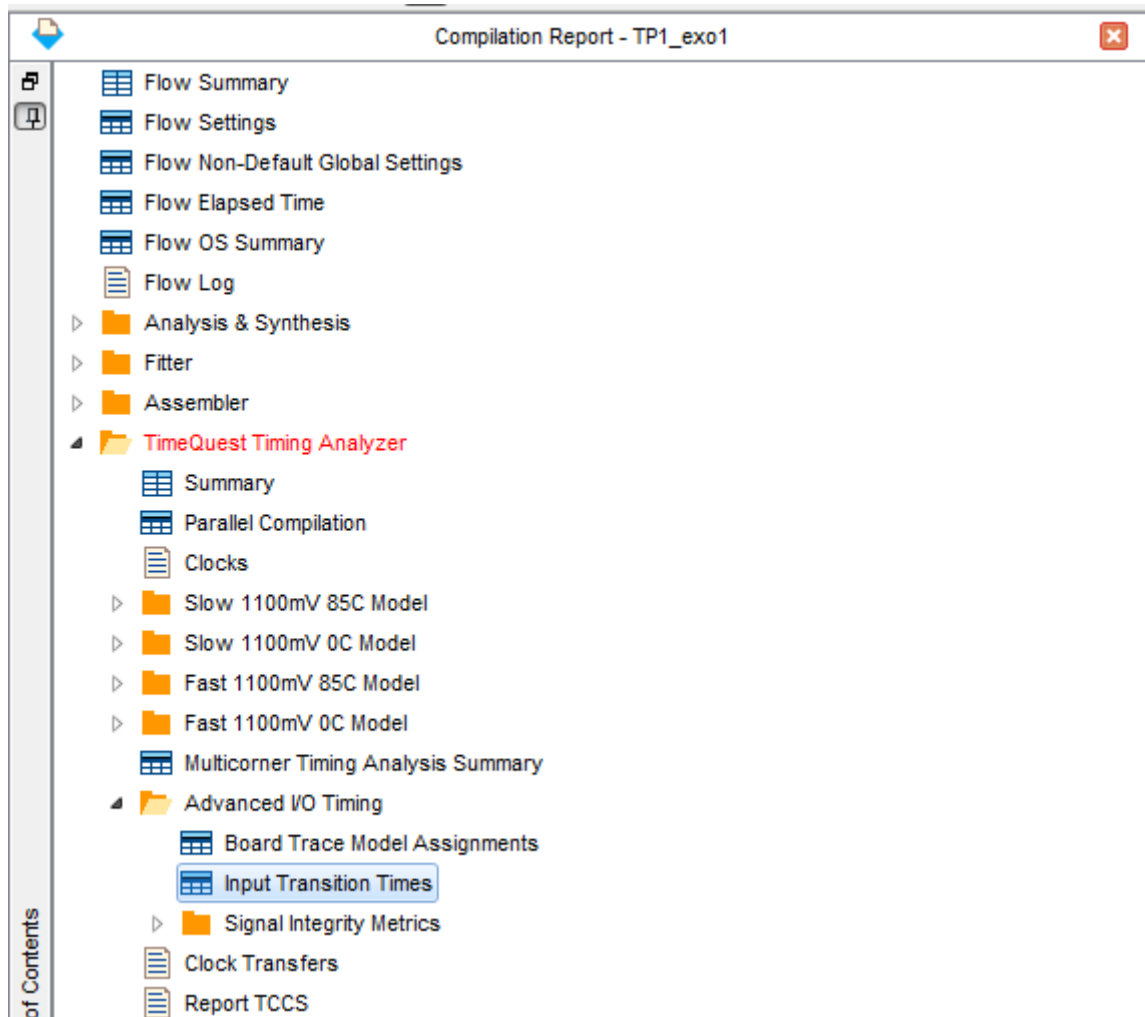 Compilation Report - TP1_exo1
Flow Summary
Flow Settings
Flow Non-Default Global Settings
Flow Elapsed Time
Flow OS Summary
Flow Log
Analysis & Synthesis
Fitter
Assembler
TimeQuest Timing Analyzer
Summary
Parallel Compilation
Clocks
Slow 1100mV 85C Model
Slow 1100mV 0C Model
Fast 1100mV 85C Model
Fast 1100mV 0C Model
Multicorner Timing Analysis Summary
Advanced I/O Timing
Board Trace Model Assignments
Input Transition Times
Signal Integrity Metrics
Clock Transfers
Report TCCS
of Contents